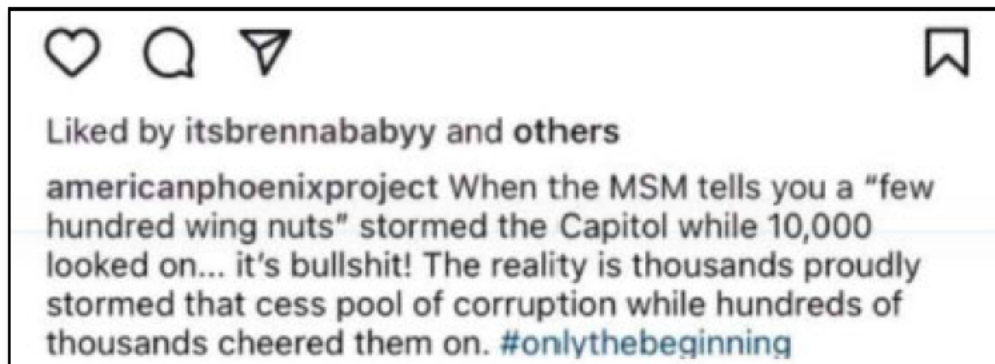 Liked by itsbrennababyy and others
americanphoenixproject When the MSM tells you a “few
hundred wing nuts” stormed the Capitol while 10,000
looked on... it’s bullshit! The reality is thousands proudly
stormed that cess pool of corruption while hundreds of
thousands cheered them on. #onlythebeginning